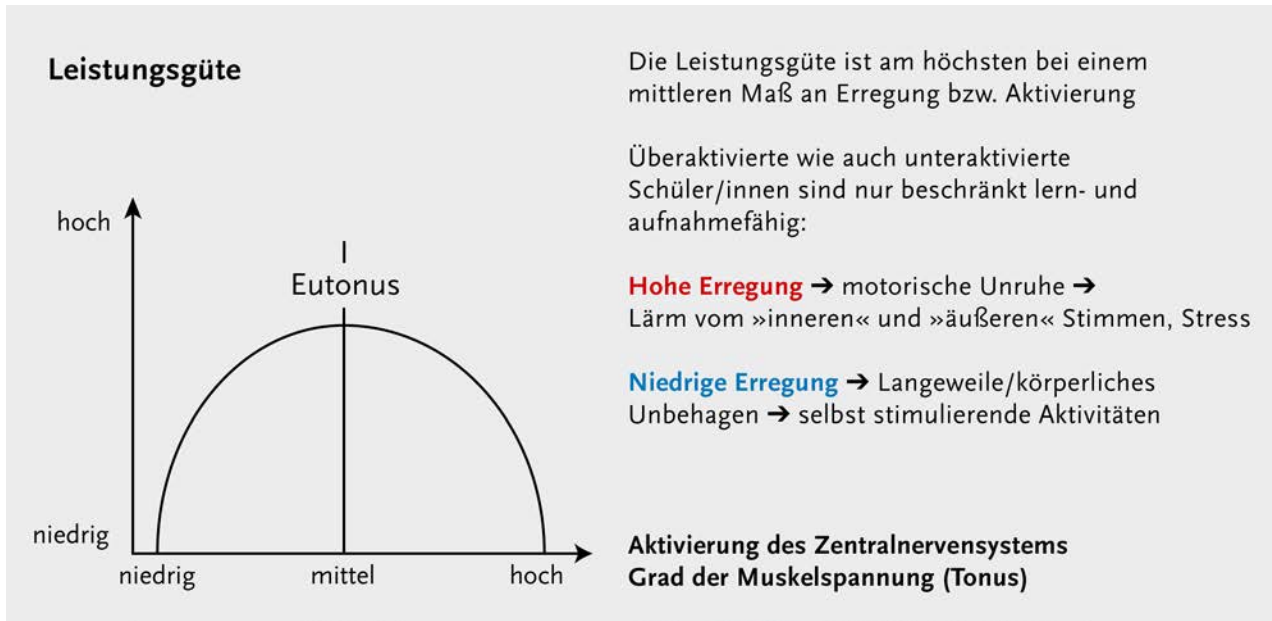 Leistungsgüte
hoch
Eutonus
niedrig
niedrig
mittel
hoch
Die Leistungsgüte ist am höchsten bei einem
mittleren Maß an Erregung bzw. Aktivierung
Überaktivierte wie auch unteraktivierte
Schüler/innen sind nur beschränkt lern- und
aufnahmefähig:
Hohe Erregung ➔ motorische Unruhe ➔
Lärm vom »inneren« und »äußeren« Stimmen, Stress
Niedrige Erregung ➔ Langeweile/körperliches
Unbehagen ➔ selbst stimulierende Aktivitäten
Aktivierung des Zentralnervensystems
Grad der Muskelspannung (Tonus)